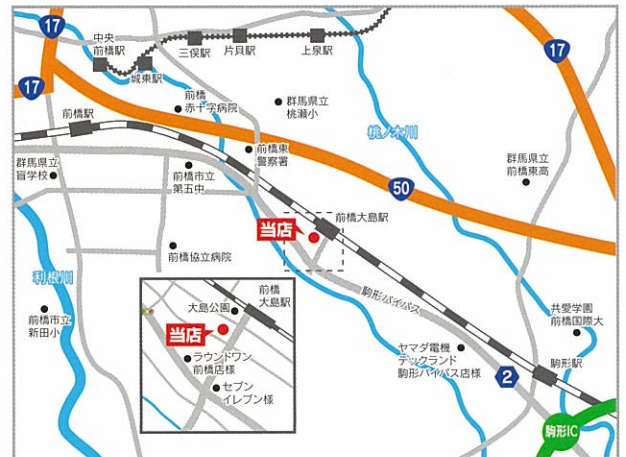 17
中央
前橋駅
城東駅
三俣駅
片貝駅
上泉駅
17
17
前橋駅
前橋
赤十字病院
群馬県立
桃瀬小
桃ノ木川
前橋東
警察署
群馬県立
盲学校
前橋市立
第五中
50
群馬県立
前橋東高
前橋大島駅
当店
前橋協立病院
利根川
駒形バイパス
前橋市立
新田小
前橋
大島駅
大島公園
当店
ラウンドワン
前橋店様
セブン
イレブン様
ヤマダ電機
テックランド
駒形バイパス店様
共愛学園
前橋国際大
駒形駅
2
駒形IC